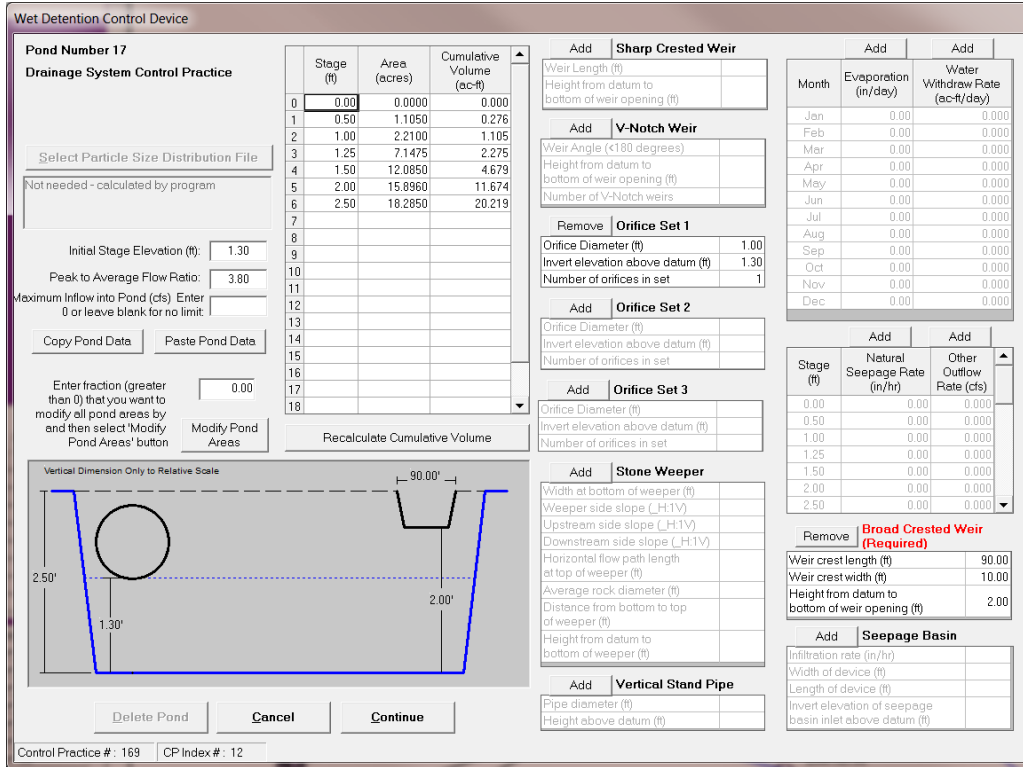 Wet Detention Control Device
Pond Number 17
Drainage System Control Practice
Select Particle Size Distribution File
Not needed - calculated by program
Initial Stage Elevation (ft): 1.30
Peak to Average Flow Ratio: 3.80
Maximum Inflow into Pond (cfs) Enter
0 or leave blank for no limit:
Copy Pond Data Paste Pond Data
Enter fraction (greater 0.00
than 0) that you want to
modify all pond areas by
and then select 'Modify
Pond Areas' button
Modify Pond
Areas
Stage
(ft)
Area
(acres)
Cumulative
Volume
(ac-ft)
0 0.00 0.0000 0.000
1 0.50 1.1050 0.276
2 1.00 2.2100 1.105
3 1.25 7.1475 2.275
4 1.50 12.0850 4.679
5 2.00 15.8960 11.674
6 2.50 18.2850 20.219
7
8
9
10
11
12
13
14
15
16
17
18
Recalculate Cumulative Volume
Vertical Dimension Only to Relative Scale
90.00'
2.50'
1.30'
2.00'
Delete Pond Cancel Continue
Control Practice # : 169 CP Index # : 12
Add Sharp Crested Weir
Weir Length (ft)
Height from datum to
bottom of weir opening (ft)
Add V-Notch Weir
Weir Angle (<180 degrees)
Height from datum to
bottom of weir opening (ft)
Number of V-Notch weirs
Remove Orifice Set 1
Orifice Diameter (ft) 1.00
Invert elevation above datum (ft) 1.30
Number of orifices in set 1
Add Orifice Set 2
Orifice Diameter (ft)
Invert elevation above datum (ft)
Number of orifices in set
Add Orifice Set 3
Orifice Diameter (ft)
Invert elevation above datum (ft)
Number of orifices in set
Add Stone Weeper
Width at bottom of weeper (ft)
Weeper side slope (_H:1V)
Upstream side slope (_H:1V)
Downstream side slope (_H:1V)
Horizontal flow path length
at top of weeper (ft)
Average rock diameter (ft)
Distance from bottom to top
of weeper (ft)
Height from datum to
bottom of weeper (ft)
Add Vertical Stand Pipe
Pipe diameter (ft)
Height above datum (ft)
Add Add
Month
Evaporation
(in/day)
Water
Withdraw Rate
(ac-ft/day)
Jan 0.00 0.000
Feb 0.00 0.000
Mar 0.00 0.000
Apr 0.00 0.000
May 0.00 0.000
Jun 0.00 0.000
Jul 0.00 0.000
Aug 0.00 0.000
Sep 0.00 0.000
Oct 0.00 0.000
Nov 0.00 0.000
Dec 0.00 0.000
Add Add
Stage
(ft)
Natural
Seepage Rate
(in/hr)
Other
Outflow
Rate (cfs)
0.00 0.00 0.000
0.50 0.00 0.000
1.00 0.00 0.000
1.25 0.00 0.000
1.50 0.00 0.000
2.00 0.00 0.000
2.50 0.00 0.000
Remove Broad Crested Weir
(Required)
Weir crest length (ft) 90.00
Weir crest width (ft) 10.00
Height from datum to
bottom of weir opening (ft) 2.00
Add Seepage Basin
Infiltration rate (in/hr)
Width of device (ft)
Length of device (ft)
Invert elevation of seepage
basin inlet above datum (ft)